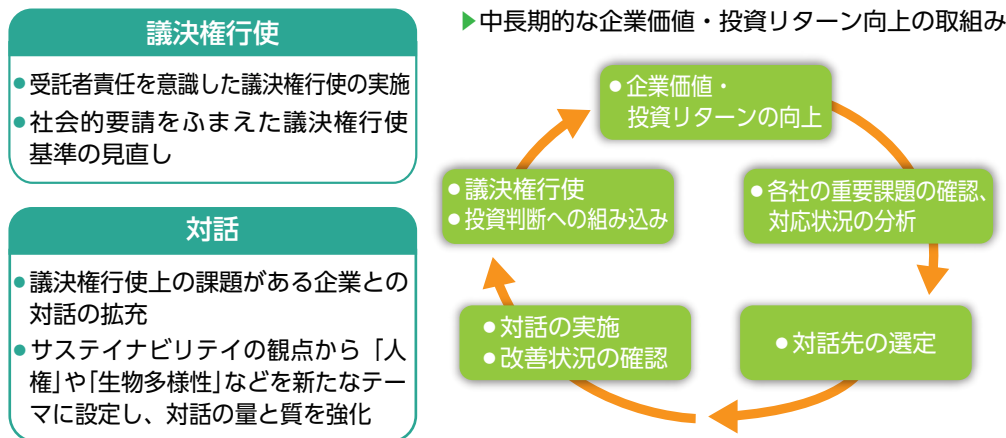 議決権行使
●受託者責任を意識した議決権行使の実施
●社会的要請をふまえた議決権行使
基準の見直し
対話
●議決権行使上の課題がある企業との
対話の拡充
●サステイナビリテイの観点から「人
権」や「生物多様性」などを新たなテー
マに設定し、対話の量と質を強化
▶中長期的な企業価値・投資リターン向上の取組み
●企業価値・
投資リターンの向上
●各社の重要課題の確認、
対応状況の分析
●対話先の選定
●対話の実施
●改善状況の確認
●議決権行使
●投資判断への組み込み